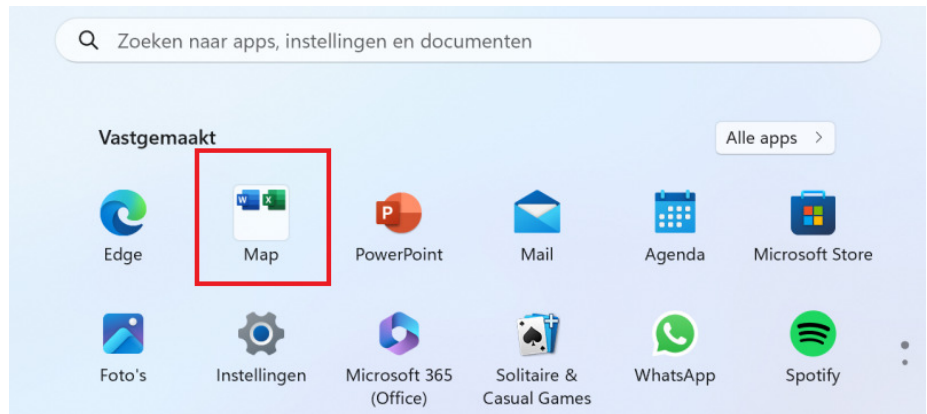 Zoeken naar apps, instellingen en documenten
Vastgemaakt
Alle apps
W X
P
Edge
Map
PowerPoint
Mail
Agenda
Microsoft Store
Foto's
Instellingen
Microsoft 365
(Office)
Solitaire &
Casual Games
WhatsApp
Spotify